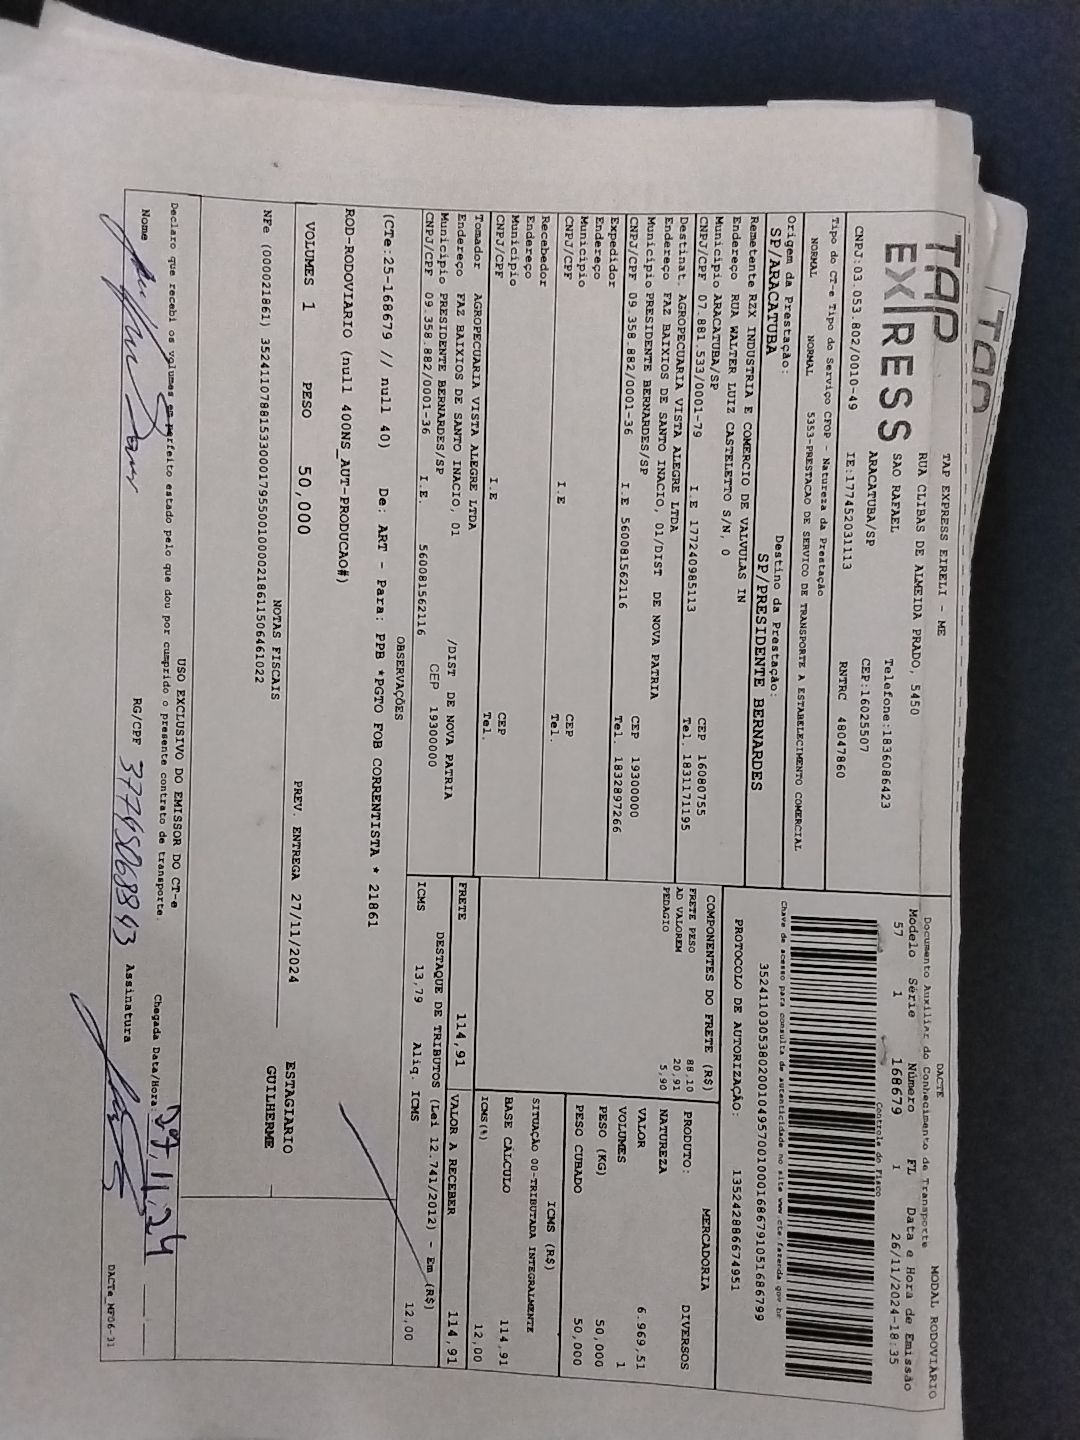 TAP
TAP
EXPRESS
TAP EXPRESS EIRELI - ME
RUA CLIBAS DE ALMEIDA PRADO, 5450
SAO RAFAEL
Telefone:1836086423
ARACATUBA/SP
CEP:16025507
CNPJ:03.053.802/0010-49
IE:177452031113
RNTRC 48047860
DACTE
MODAL RODOVIÁRIO
Documento Auxiliar do Conhecimento de Transporte
Modelo Série Número FL Data e Hora de Emissão
57 1 168679 1 26/11/2024-18:35
Controle do Fisco
Tipo do CT-e Tipo do Serviço CFOP - Natureza da Prestação
NORMAL NORMAL 5353-PRESTACAO DE SERVICO DE TRANSPORTE A ESTABELECIMENTO COMERCIAL
Chave de acesso para consulta de autenticidade no site www.cte.fazenda.gov.br
35241103053802001049570010001686791051686799
PROTOCOLO DE AUTORIZAÇÃO: 135242886674951
Origem da Prestação: Destino da Prestação:
SP/ARACATUBA SP/PRESIDENTE BERNARDES
Remetente RZX INDUSTRIA E COMERCIO DE VALVULAS IN
Endereço RUA WALTER LUIZ CASTELETTO S/N, 0
Município ARACATUBA/SP CEP 16080755
CNPJ/CPF 07.881.533/0001-79 I.E 177240985113 Tel. 1831171195
Destinat. AGROPECUARIA VISTA ALEGRE LTDA
Endereço FAZ BAIXIOS DE SANTO INACIO, 01/DIST DE NOVA PATRIA
Município PRESIDENTE BERNARDES/SP CEP 19300000
CNPJ/CPF 09.358.882/0001-36 I.E 560081562116 Tel. 1832897266
Expedidor
Endereço
Município CEP
CNPJ/CPF I.E Tel.
Recebedor
Endereço
Município CEP
CNPJ/CPF I.E Tel.
Tomador AGROPECUARIA VISTA ALEGRE LTDA
Endereço FAZ BAIXIOS DE SANTO INACIO, 01 /DIST DE NOVA PATRIA
Município PRESIDENTE BERNARDES/SP CEP 19300000
CNPJ/CPF 09.358.882/0001-36 I.E. 560081562116
COMPONENTES DO FRETE (R$)
FRETE PESO 88,10
AD VALOREM 20,91
PEDAGIO 5,90
MERCADORIA
PRODUTO: DIVERSOS
NATUREZA
VALOR 6.969,51
VOLUMES 1
PESO (KG) 50,000
PESO CUBADO 50,000
ICMS (R$)
SITUAÇÃO 00-TRIBUTADA INTEGRALMENTE
BASE CÁLCULO 114,91
ICMS(%) 12,00
FRETE 114,91 VALOR A RECEBER 114,91
DESTAQUE DE TRIBUTOS (Lei 12.741/2012) - Em (R$)
ICMS 13,79 Aliq. ICMS 12,00
OBSERVAÇÕES
(CTe:25-168679 // null 40) De: ART - Para: PPB *PGTO FOB CORRENTISTA * 21861
ROD-RODOVIARIO (null 400NS_AUT-PRODUCAO#)
VOLUMES 1 PESO 50,000 PREV. ENTREGA 27/11/2024
ESTAGIARIO
GUILHERME
NOTAS FISCAIS
NFe (000021861) 35241107881533000179550010000218611506461022
USO EXCLUSIVO DO EMISSOR DO CT-e
Declaro que recebi os volumes em perfeito estado pelo que dou por cumprido o presente contrato de transporte.
Chegada Data/Hora: 27.11.24
Nome RG/CPF 37745068843 Assinatura
DACTe_MF06-31